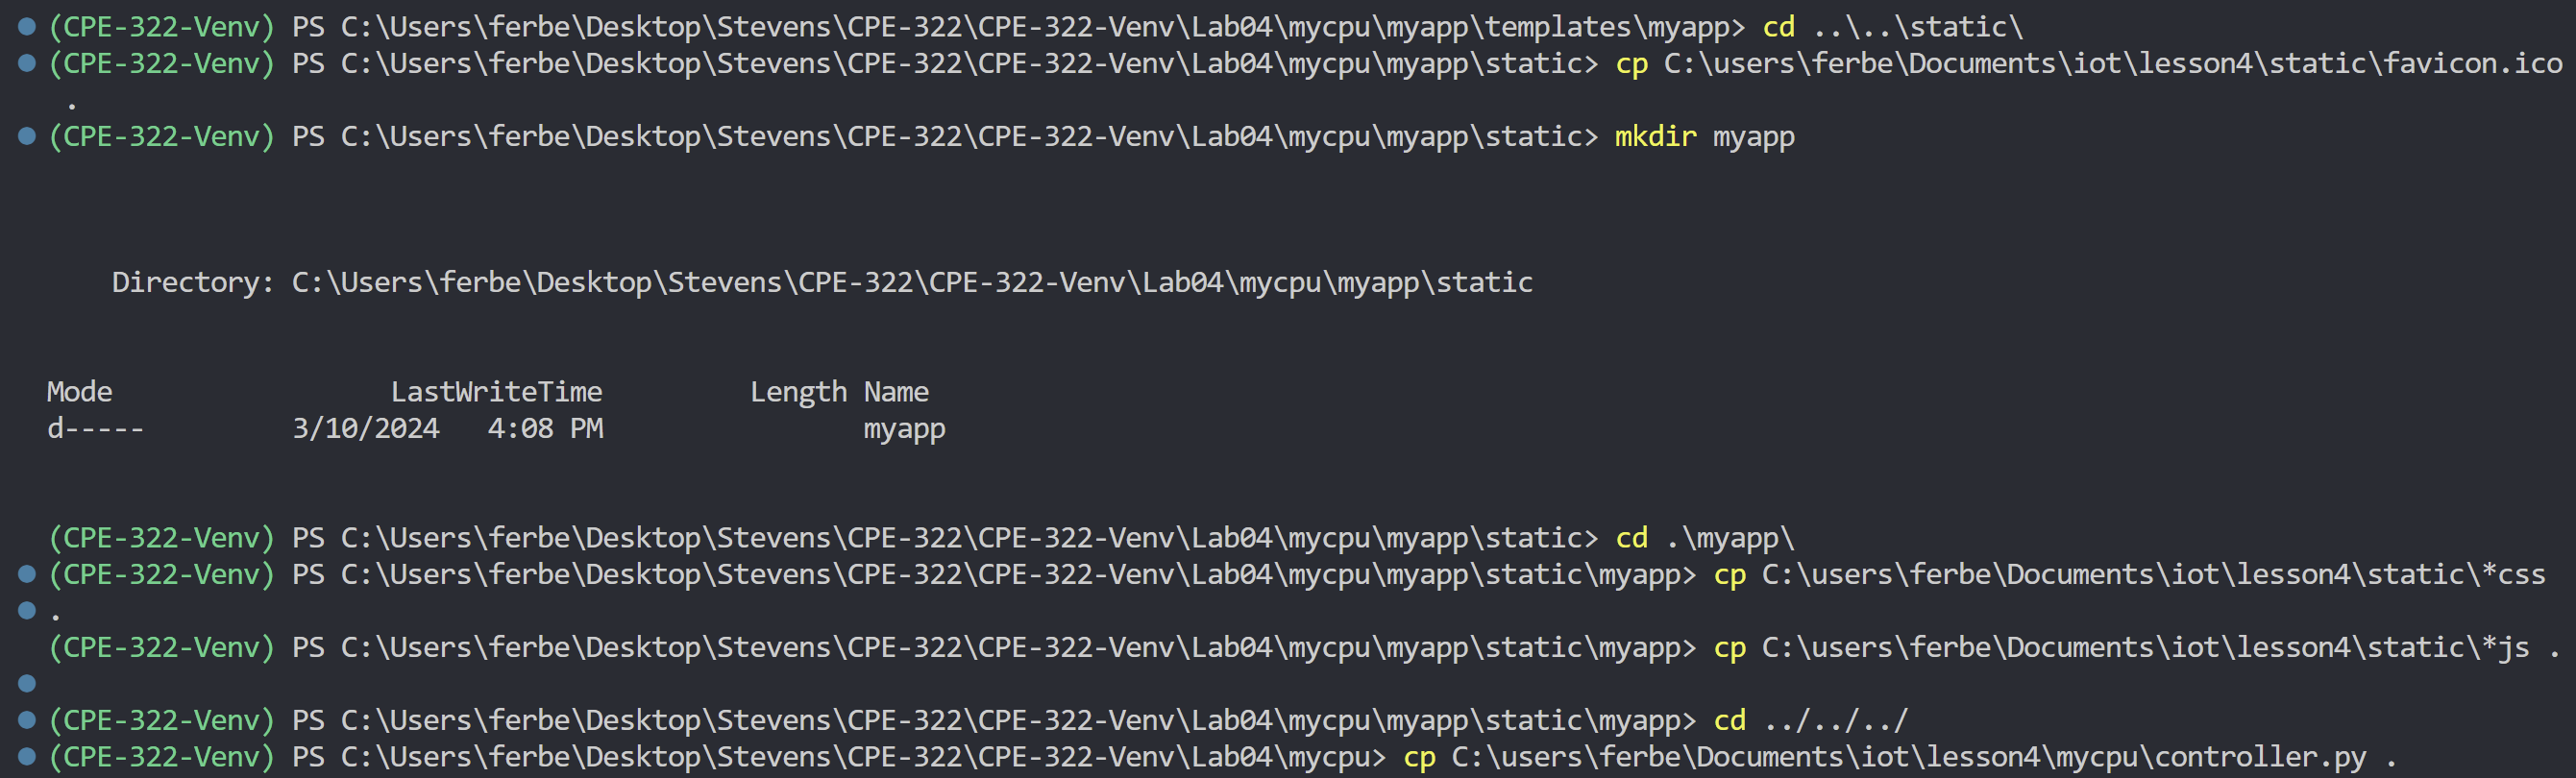 (CPE-322-Venv) PS C:\Users\ferbe\Desktop\Stevens\CPE-322\CPE-322-Venv\Lab04\mycpu\myapp\templates\myapp> cd ..\..\static\
(CPE-322-Venv) PS C:\Users\ferbe\Desktop\Stevens\CPE-322\CPE-322-Venv\Lab04\mycpu\myapp\static> cp C:\users\ferbe\Documents\iot\lesson4\static\favicon.ico
.
(CPE-322-Venv) PS C:\Users\ferbe\Desktop\Stevens\CPE-322\CPE-322-Venv\Lab04\mycpu\myapp\static> mkdir myapp
Directory: C:\Users\ferbe\Desktop\Stevens\CPE-322\CPE-322-Venv\Lab04\mycpu\myapp\static
Mode LastWriteTime Length Name
d----- 3/10/2024 4:08 PM myapp
(CPE-322-Venv) PS C:\Users\ferbe\Desktop\Stevens\CPE-322\CPE-322-Venv\Lab04\mycpu\myapp\static> cd .\myapp\
(CPE-322-Venv) PS C:\Users\ferbe\Desktop\Stevens\CPE-322\CPE-322-Venv\Lab04\mycpu\myapp\static\myapp> cp C:\users\ferbe\Documents\iot\lesson4\static\*css
.
(CPE-322-Venv) PS C:\Users\ferbe\Desktop\Stevens\CPE-322\CPE-322-Venv\Lab04\mycpu\myapp\static\myapp> cp C:\users\ferbe\Documents\iot\lesson4\static\*js .
(CPE-322-Venv) PS C:\Users\ferbe\Desktop\Stevens\CPE-322\CPE-322-Venv\Lab04\mycpu\myapp\static\myapp> cd ../../../
(CPE-322-Venv) PS C:\Users\ferbe\Desktop\Stevens\CPE-322\CPE-322-Venv\Lab04\mycpu> cp C:\users\ferbe\Documents\iot\lesson4\mycpu\controller.py .